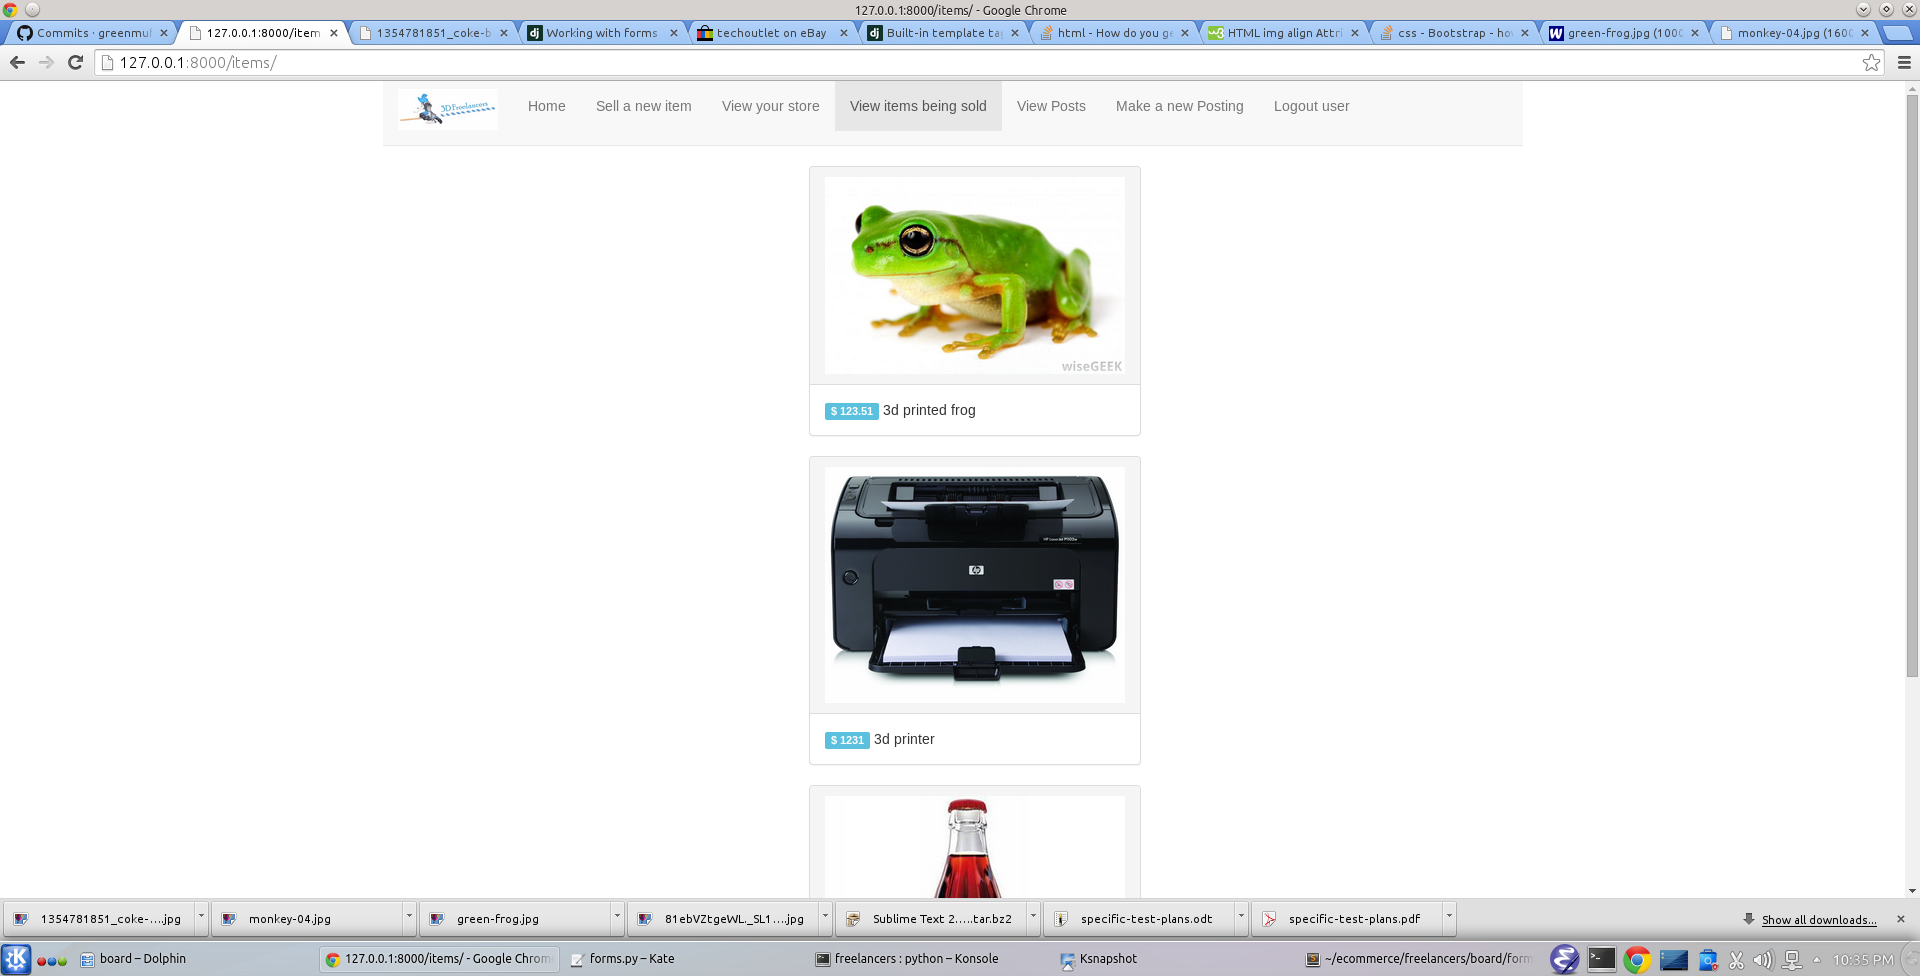 127.0.0.1:8000/items/ - Google Chrome
Commits · greenmul
127.0.0.1:8000/item
1354781851_coke-b
Working with forms
techoutlet on eBay
Built-in template tag
html - How do you ge
HTML img align Attri
css - Bootstrap - ho
green-frog.jpg (1000
monkey-04.jpg (1600
127.0.0.1:8000/items/
3DFreelancers
Home
Sell a new item
View your store
View items being sold
View Posts
Make a new Posting
Logout user
wiseGEEK
$ 123.51 3d printed frog
hp
$ 1231 3d printer
1354781851_coke-....jpg
monkey-04.jpg
green-frog.jpg
81ebVZtgeWL._SL1....jpg
Sublime Text 2.....tar.bz2
specific-test-plans.odt
specific-test-plans.pdf
Show all downloads...
board – Dolphin
127.0.0.1:8000/items/ - Google Chrom
forms.py – Kate
freelancers : python – Konsole
Ksnapshot
~/ecommerce/freelancers/board/form
10:35 PM